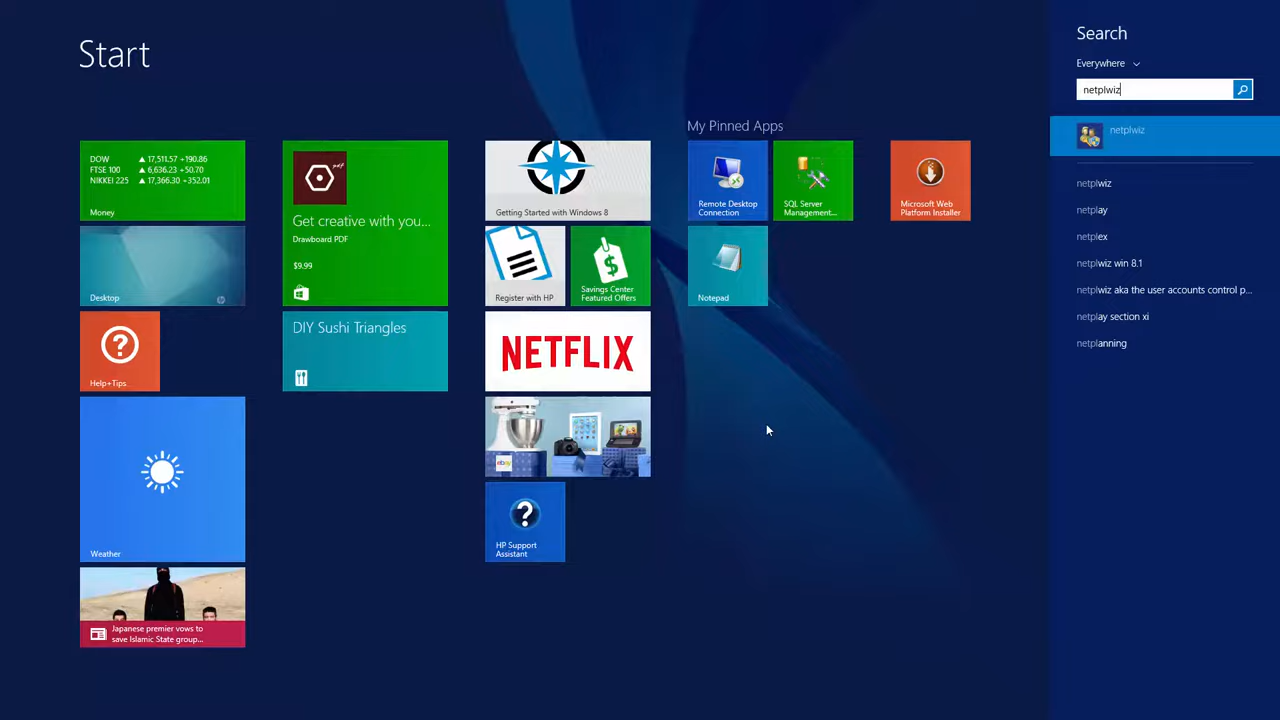 Start
DOW ▲ 17,511.57 +190.86
FTSE 100 ▲ 6,636.23 +50.70
NIKKEI 225 ▲ 17,366.30 +352.01
Money
Desktop
Help+Tips
Weather
Japanese premier vows to
save Islamic State group...
pdf
Get creative with you...
Drawboard PDF
$9.99
DIY Sushi Triangles
Getting Started with Windows 8
Register with HP
Savings Center
Featured Offers
NETFLIX
ebay
HP Support
Assistant
My Pinned Apps
Remote Desktop
Connection
SQL Server
Management...
Microsoft Web
Platform Installer
Notepad
Search
Everywhere
netplwiz
netplwiz
netplwiz
netplay
netplex
netplwiz win 8.1
netplwiz aka the user accounts control p...
netplay section xi
netplanning